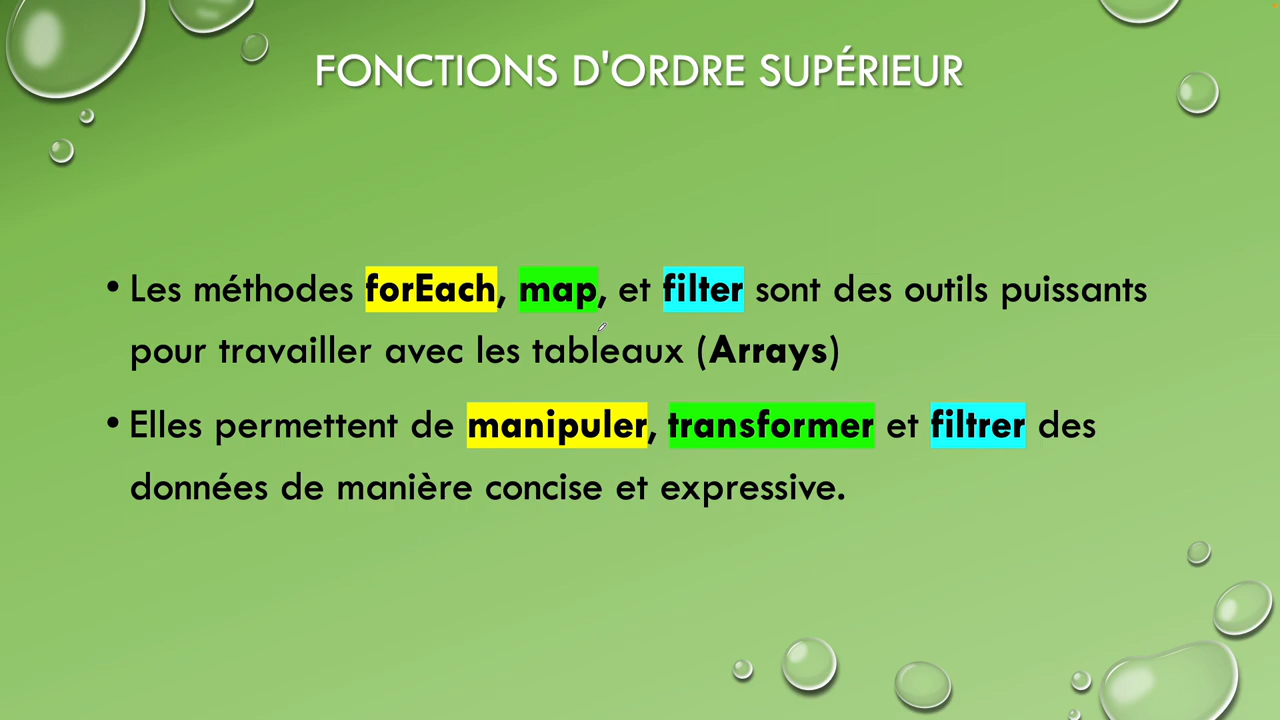 FONCTIONS D'ORDRE SUPÉRIEUR
• Les méthodes forEach, map, et filter sont des outils puissants
pour travailler avec les tableaux (Arrays)
• Elles permettent de manipuler, transformer et filtrer des
données de manière concise et expressive.